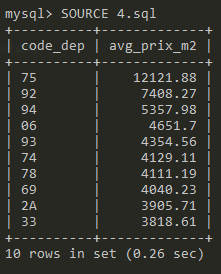 mysql> SOURCE 4.sql
+----------+-------------+
| code_dep | avg_prix_m2 |
+----------+-------------+
| 75       |    12121.88 |
| 92       |     7408.27 |
| 94       |     5357.98 |
| 06       |      4651.7 |
| 93       |     4354.56 |
| 74       |     4129.11 |
| 78       |     4111.19 |
| 69       |     4040.23 |
| 2A       |     3905.71 |
| 33       |     3818.61 |
+----------+-------------+
10 rows in set (0.26 sec)